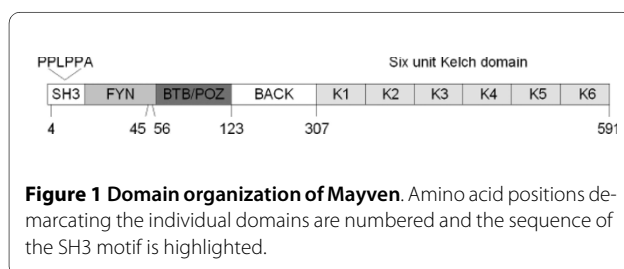 PPLPPA
Six unit Kelch domain
SH3 FYN BTB/POZ BACK K1 K2 K3 K4 K5 K6
4 45 56 123 307 591
Figure 1 Domain organization of Mayven. Amino acid positions de-
marcating the individual domains are numbered and the sequence of
the SH3 motif is highlighted.